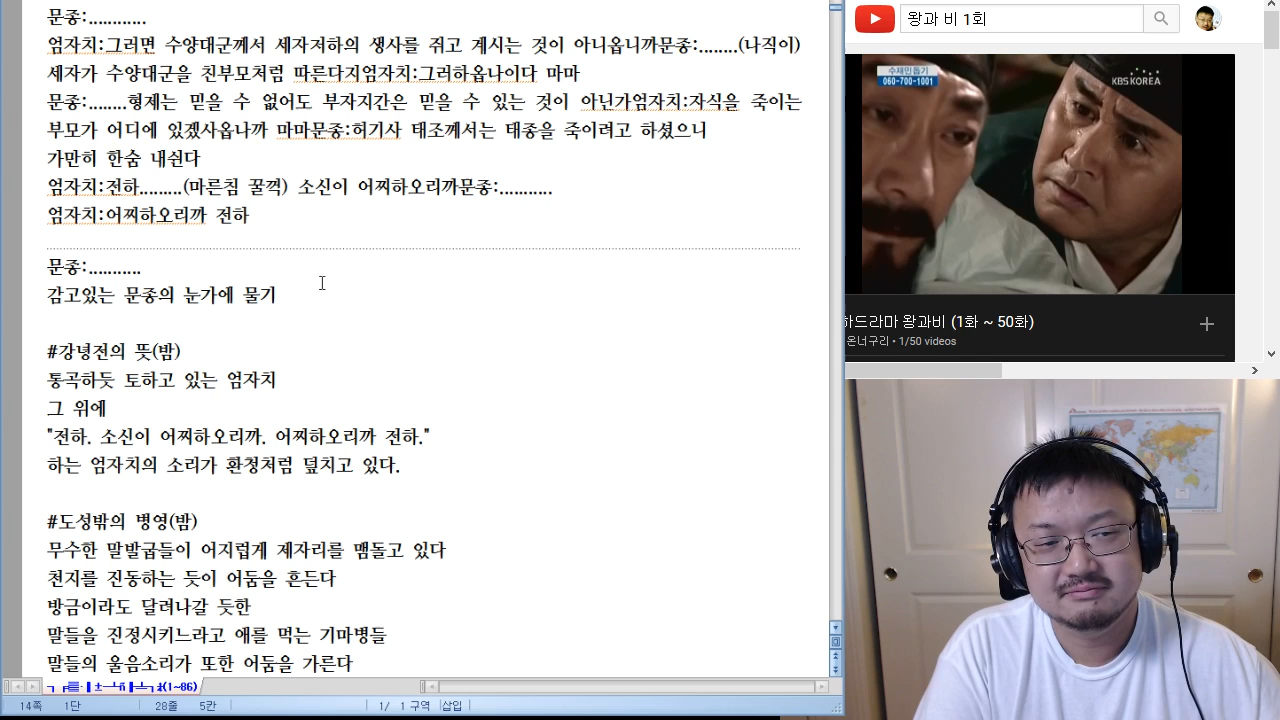 문종:...........
엄자치:그러면 수양대군께서 세자저하의 생사를 쥐고 계시는 것이 아니옵니까문종:.......(나직이)
세자가 수양대군을 친부모처럼 따른다지엄자치:그러하옵나이다 마마
문종:.......형제는 믿을 수 없어도 부자지간은 믿을 수 있는 것이 아닌가엄자치:자식을 죽이는
부모가 어디에 있겠사옵나까 마마문종:허기사 태조께서는 태종을 죽이려고 하셨으니
가만히 한숨 내쉰다
엄자치:전하........(마른침 꿀꺽) 소신이 어찌하오리까문종:...........
엄자치:어찌하오리까 전하
문종:...........
감고있는 문종의 눈가에 물기
#강녕전의 뜻(밤)
통곡하듯 토하고 있는 엄자치
그 위에
"전하. 소신이 어찌하오리까. 어찌하오리까 전하."
하는 엄자치의 소리가 환청처럼 덮치고 있다.
#도성밖의 병영(밤)
무수한 말발굽들이 어지럽게 제자리를 맴돌고 있다
천지를 진동하는 듯이 어둠을 흔든다
방금이라도 달려나갈 듯한
말들을 진정시키느라고 애를 먹는 기마병들
말들의 울음소리가 또한 어둠을 가른다
(1~86)
14쪽 1단 28줄 5칸 1/ 1 구역 삽입
왕과 비 1회
수재민돕기
060-700-1001
KBS KOREA
하드라마 왕과비 (1화 ~ 50화)
온너구리 • 1/50 videos